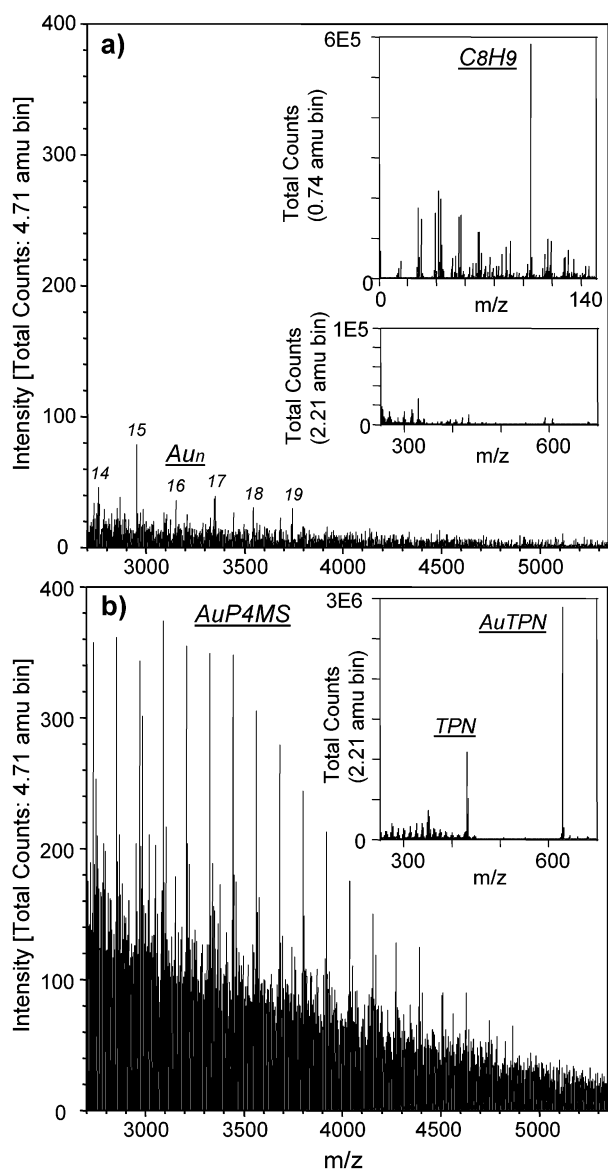 a)
Intensity [Total Counts: 4.71 amu bin]
400
300
200
100
0
3000 3500 4000 4500 5000
14 15 16 17 18 19
Aun
C8H9
Total Counts
(0.74 amu bin)
6E5
0
0 140
m/z
Total Counts
(2.21 amu bin)
1E5
0
300 600
m/z
b)
AuP4MS
Intensity [Total Counts: 4.71 amu bin]
400
300
200
100
0
3000 3500 4000 4500 5000
m/z
AuTPN
TPN
Total Counts
(2.21 amu bin)
3E6
0
300 600
m/z